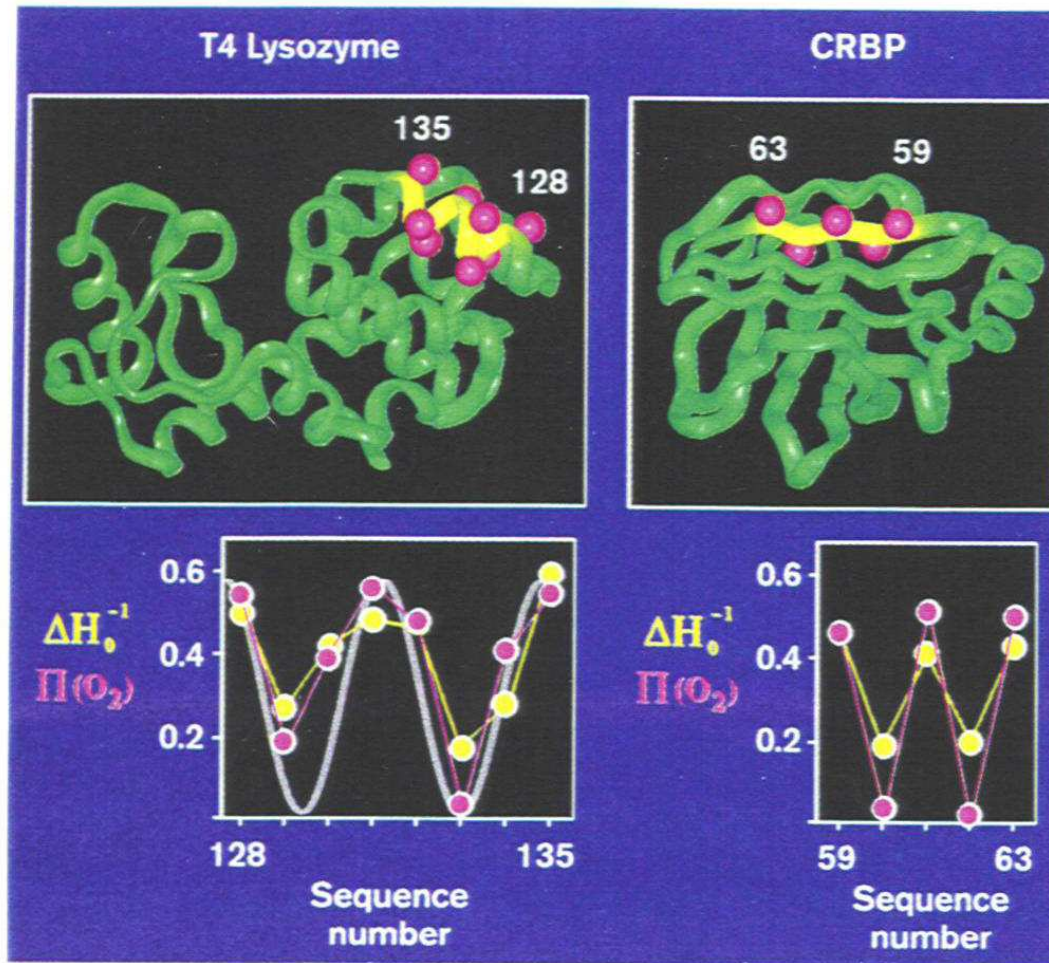 T4 Lysozyme
CRBP
135
128
63
59
0.6
0.4
0.2
ΔH₀⁻¹
Π(O₂)
128
135
Sequence
number
0.6
0.4
0.2
ΔH₀⁻¹
Π(O₂)
59
63
Sequence
number